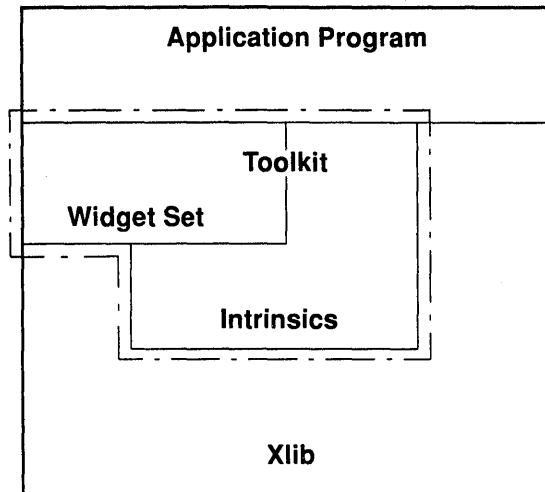 Application Program
Toolkit
Widget Set
Intrinsics
Xlib